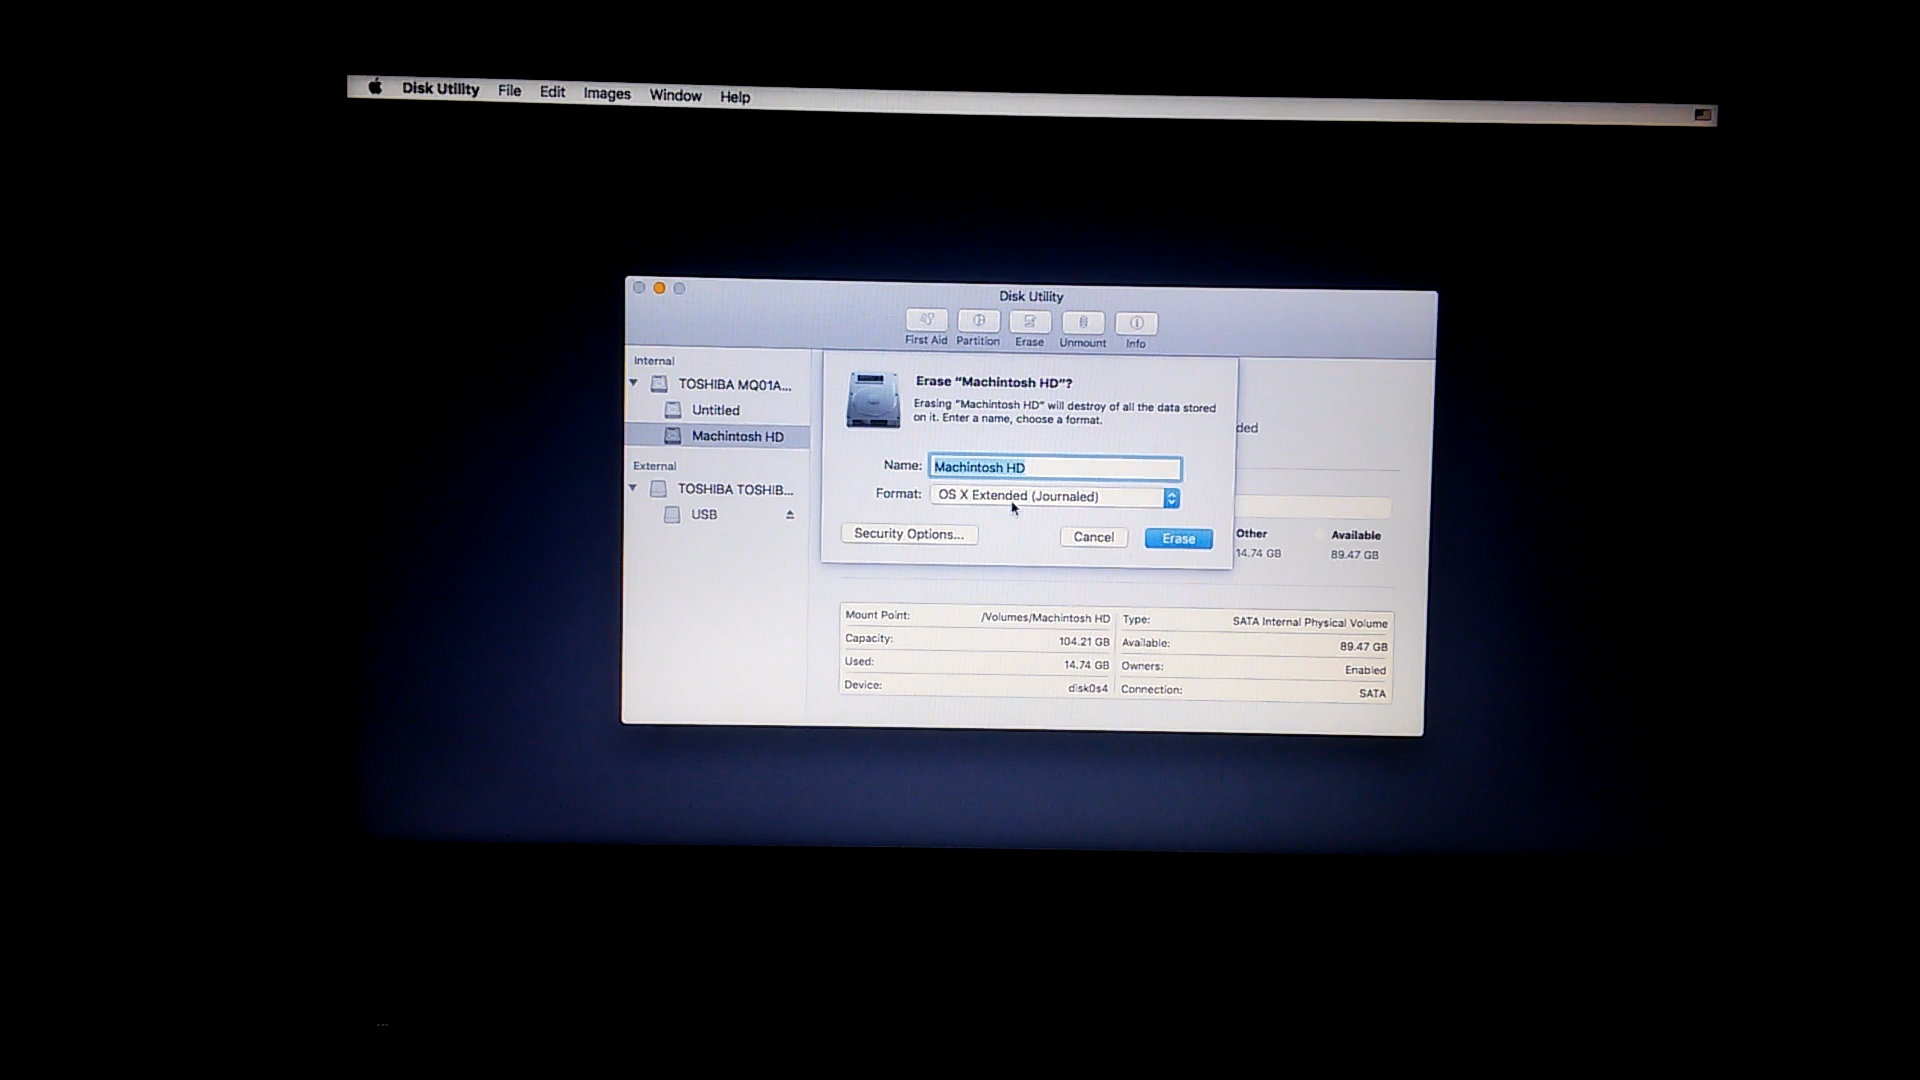 Disk Utility File Edit Images Window Help
Disk Utility
First Aid Partition Erase Unmount Info
Internal
TOSHIBA MQ01A...
Untitled
Machintosh HD
External
TOSHIBA TOSHIB...
USB
Erase "Machintosh HD"?
Erasing "Machintosh HD" will destroy of all the data stored
on it. Enter a name, choose a format.
Name: Machintosh HD
Format: OS X Extended (Journaled)
Security Options... Cancel Erase
ded
Other Available
14.74 GB 89.47 GB
Mount Point: /Volumes/Machintosh HD Type: SATA Internal Physical Volume
Capacity: 104.21 GB Available: 89.47 GB
Used: 14.74 GB Owners: Enabled
Device: disk0s4 Connection: SATA